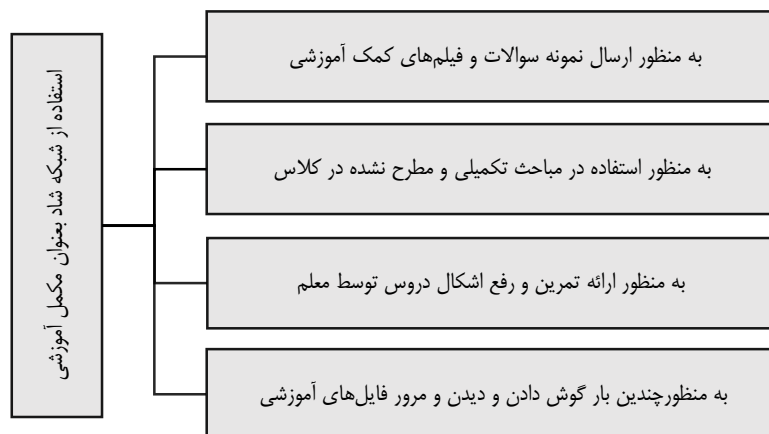 استفاده از شبکه شاد بعنوان مکمل آموزشی
به منظور ارسال نمونه سوالات و فیلم‌های کمک آموزشی
به منظور استفاده در مباحث تکمیلی و مطرح نشده در کلاس
به منظور ارائه تمرین و رفع اشکال دروس توسط معلم
به منظورچندین بار گوش دادن و دیدن و مرور فایل‌های آموزشی